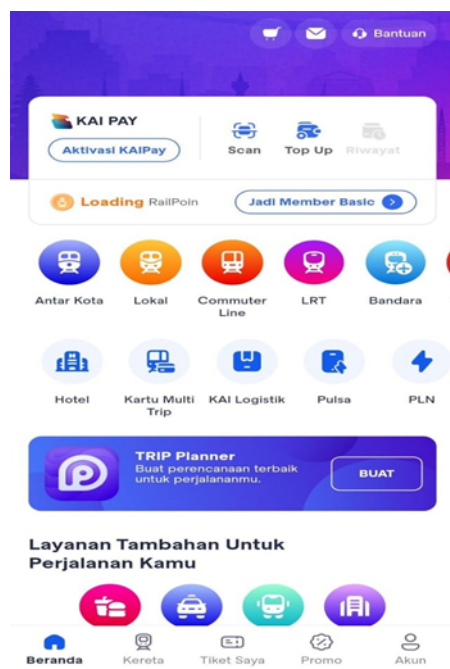 Bantuan
KAI PAY
Aktivasi KAIPay
Scan
Top Up
Riwayat
Loading RailPoin
Jadi Member Basic
Antar Kota
Lokal
Commuter
Line
LRT
Bandara
Hotel
Kartu Multi
Trip
KAI Logistik
Pulsa
PLN
TRIP Planner
Buat perencanaan terbaik
untuk perjalananmu.
BUAT
Layanan Tambahan Untuk
Perjalanan Kamu
Beranda
Kereta
Tiket Saya
Promo
Akun